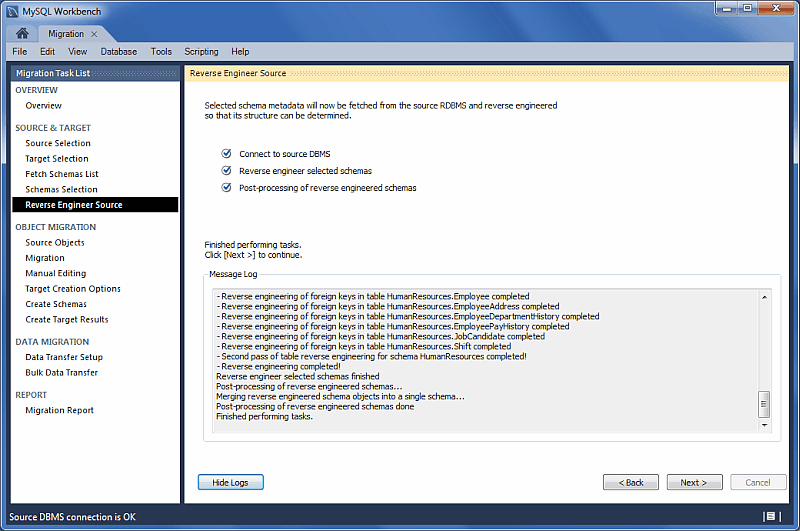 MySQL Workbench
Migration
File Edit View Database Tools Scripting Help
Migration Task List
OVERVIEW
Overview
SOURCE & TARGET
Source Selection
Target Selection
Fetch Schemas List
Schemas Selection
Reverse Engineer Source
OBJECT MIGRATION
Source Objects
Migration
Manual Editing
Target Creation Options
Create Schemas
Create Target Results
DATA MIGRATION
Data Transfer Setup
Bulk Data Transfer
REPORT
Migration Report
Reverse Engineer Source
Selected schema metadata will now be fetched from the source RDBMS and reverse engineered
so that its structure can be determined.
Connect to source DBMS
Reverse engineer selected schemas
Post-processing of reverse engineered schemas
Finished performing tasks.
Click [Next >] to continue.
Message Log
- Reverse engineering of foreign keys in table HumanResources.Employee completed
- Reverse engineering of foreign keys in table HumanResources.EmployeeAddress completed
- Reverse engineering of foreign keys in table HumanResources.EmployeeDepartmentHistory completed
- Reverse engineering of foreign keys in table HumanResources.EmployeePayHistory completed
- Reverse engineering of foreign keys in table HumanResources.JobCandidate completed
- Reverse engineering of foreign keys in table HumanResources.Shift completed
- Second pass of table reverse engineering for schema HumanResources completed!
- Reverse engineering completed!
Reverse engineer selected schemas finished
Post-processing of reverse engineered schemas...
Merging reverse engineered schema objects into a single schema...
Post-processing of reverse engineered schemas done
Finished performing tasks.
Hide Logs
< Back
Next >
Cancel
Source DBMS connection is OK